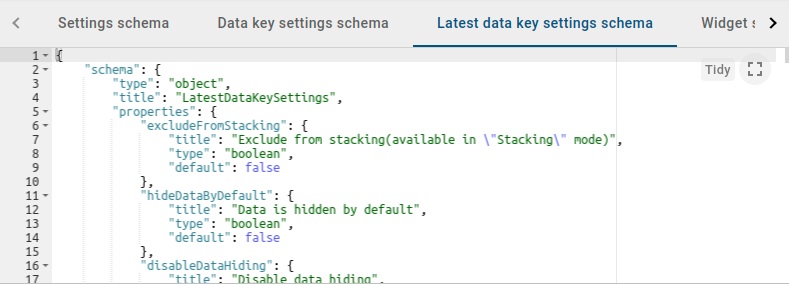 Settings schema
Data key settings schema
Latest data key settings schema
Widget s
Tidy
1 {
2 "schema": {
3 "type": "object",
4 "title": "LatestDataKeySettings",
5 "properties": {
6 "excludeFromStacking": {
7 "title": "Exclude from stacking(available in \"Stacking\" mode)",
8 "type": "boolean",
9 "default": false
10 },
11 "hideDataByDefault": {
12 "title": "Data is hidden by default",
13 "type": "boolean",
14 "default": false
15 },
16 "disableDataHiding": {
17 "title": "Disable data hiding",